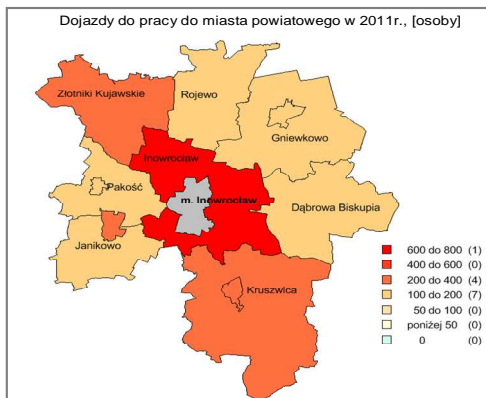 Dojazdy do pracy do miasta powiatowego w 2011r., [osoby]
Złotniki Kujawskie
Rojewo
Gniewkowo
Inowrocław
Pakość
m. Inowrocław
Dąbrowa Biskupia
Janikowo
Kruszwica
600 do 800 (1)
400 do 600 (0)
200 do 400 (4)
100 do 200 (7)
50 do 100 (0)
poniżej 50 (0)
0 (0)